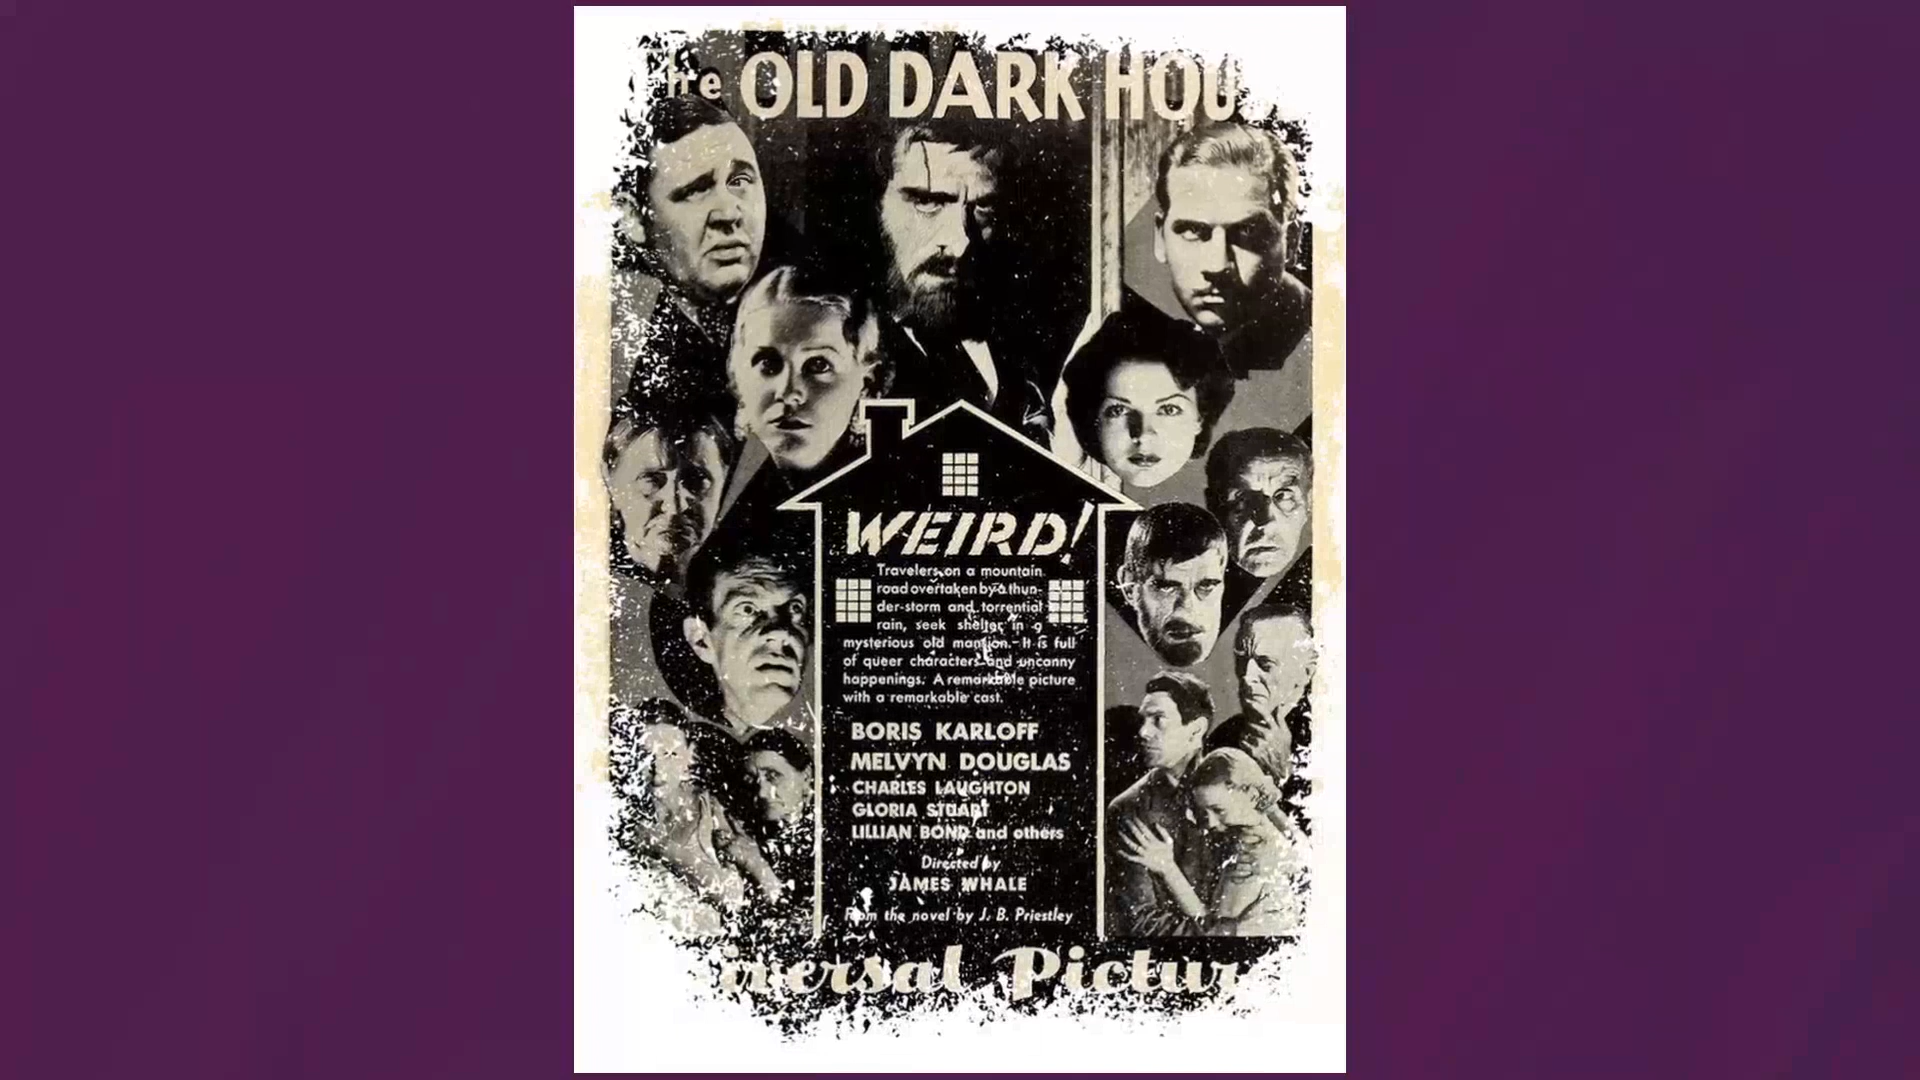 The OLD DARK HOU
WEIRD!
Travelers on a mountain
road overtaken by a thun-
der-storm and torrential
rain, seek shelter in a
mysterious old mansion. It is full
of queer characters and uncanny
happenings. A remarkable picture
with a remarkable cast.
BORIS KARLOFF
MELVYN DOUGLAS
CHARLES LAUGHTON
GLORIA STUART
LILLIAN BOND and others
Directed by
JAMES WHALE
From the novel by J. B. Priestley
iversal Pictur